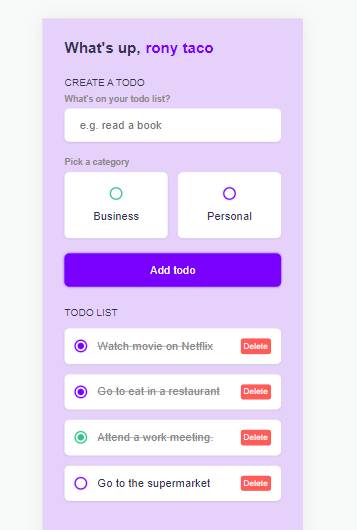 What's up, rony taco
CREATE A TODO
What's on your todo list?
e.g. read a book
Pick a category
Business Personal
Add todo
TODO LIST
Watch movie on Netflix Delete
Go to eat in a restaurant Delete
Attend a work meeting. Delete
Go to the supermarket Delete